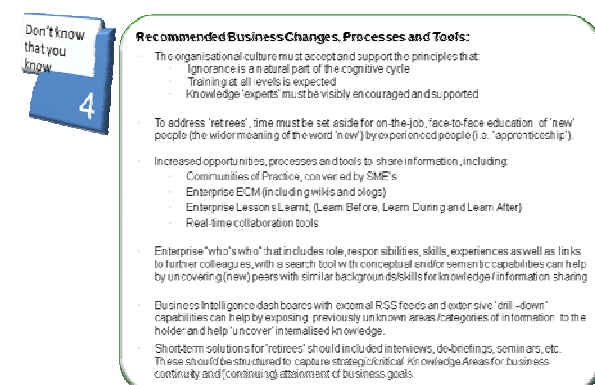 Don't know
that you
know
4
Recommended Business Changes, Processes and Tools:
The organisational culture must accept and support the principles that:
Ignorance is a natural part of the cognitive cycle
Training at all levels is expected
Knowledge 'experts' must be visibly encouraged and supported
To address 'retirees', time must be set aside for on-the-job, face-to-face education of 'new'
people (the wider meaning of the word 'new') by experienced people (i.e. "apprenticeship").
Increased opportunities, processes and tools to share information, including:
Communities of Practice, convened by SME's
Enterprise ECM (including wikis and blogs)
Enterprise Lessons Learnt, (Learn Before, Learn During and Learn After)
Real-time collaboration tools
Enterprise "who's who" that includes role, responsibilities, skills, experiences as well as links
to further colleagues, with a search tool with conceptual and/or semantic capabilities can help
by uncovering (new) peers with similar backgrounds/skills for knowledge / information sharing
Business Intelligence dash boards with external RSS feeds and extensive 'drill -down'
capabilities can help by exposing previously unknown areas/categories of information to the
holder and help 'uncover' internalised knowledge.
Short-term solutions for 'retirees' should included interviews, de-briefings, seminars, etc.
These should be structured to capture strategic/critical Knowledge Areas for business
continuity and (continuing) attainment of business goals.